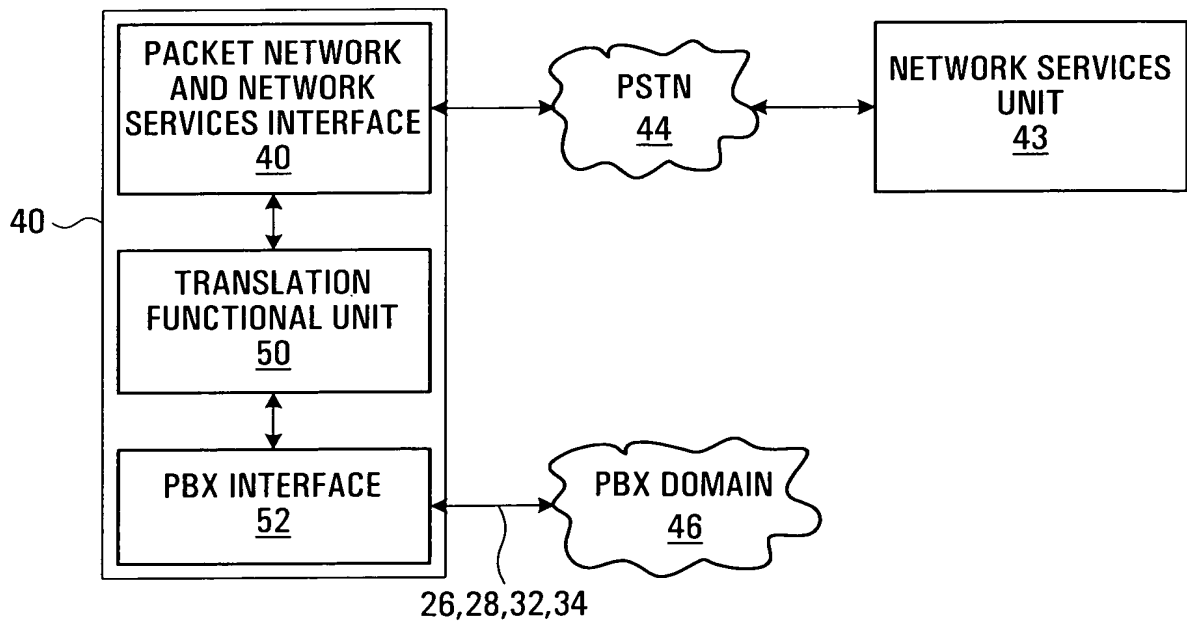 PACKET NETWORK
AND NETWORK
SERVICES INTERFACE
40
PSTN
44
NETWORK SERVICES
UNIT
43
40
TRANSLATION
FUNCTIONAL UNIT
50
PBX INTERFACE
52
PBX DOMAIN
46
26,28,32,34